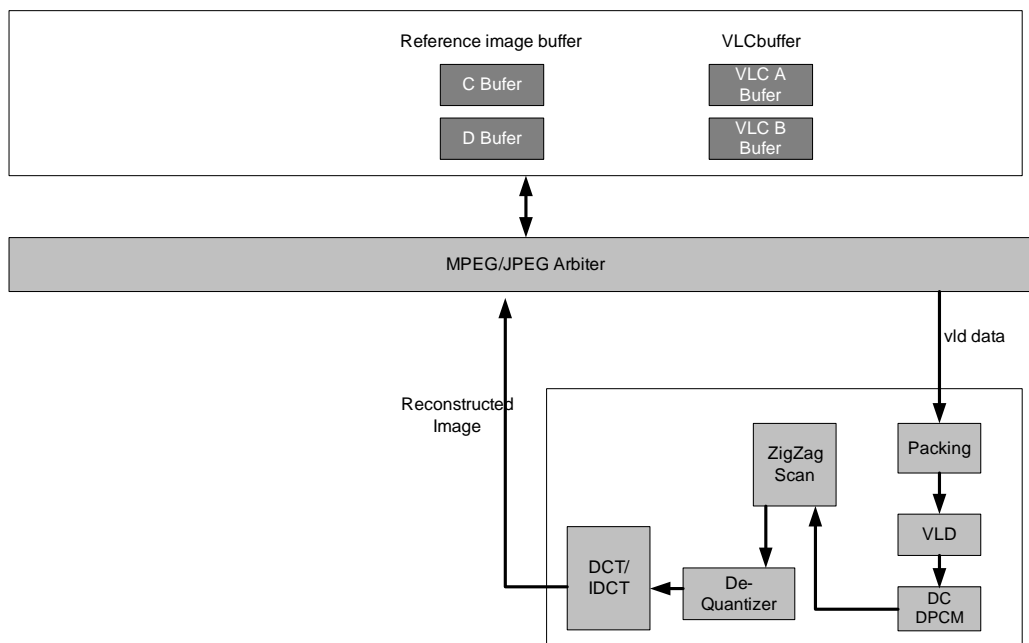 Reference image buffer
VLCbuffer
C Bufer
VLC A
Bufer
D Bufer
VLC B
Bufer
MPEG/JPEG Arbiter
vld data
Reconstructed
Image
ZigZag
Scan
Packing
VLD
DCT/
IDCT
De-
Quantizer
DC
DPCM